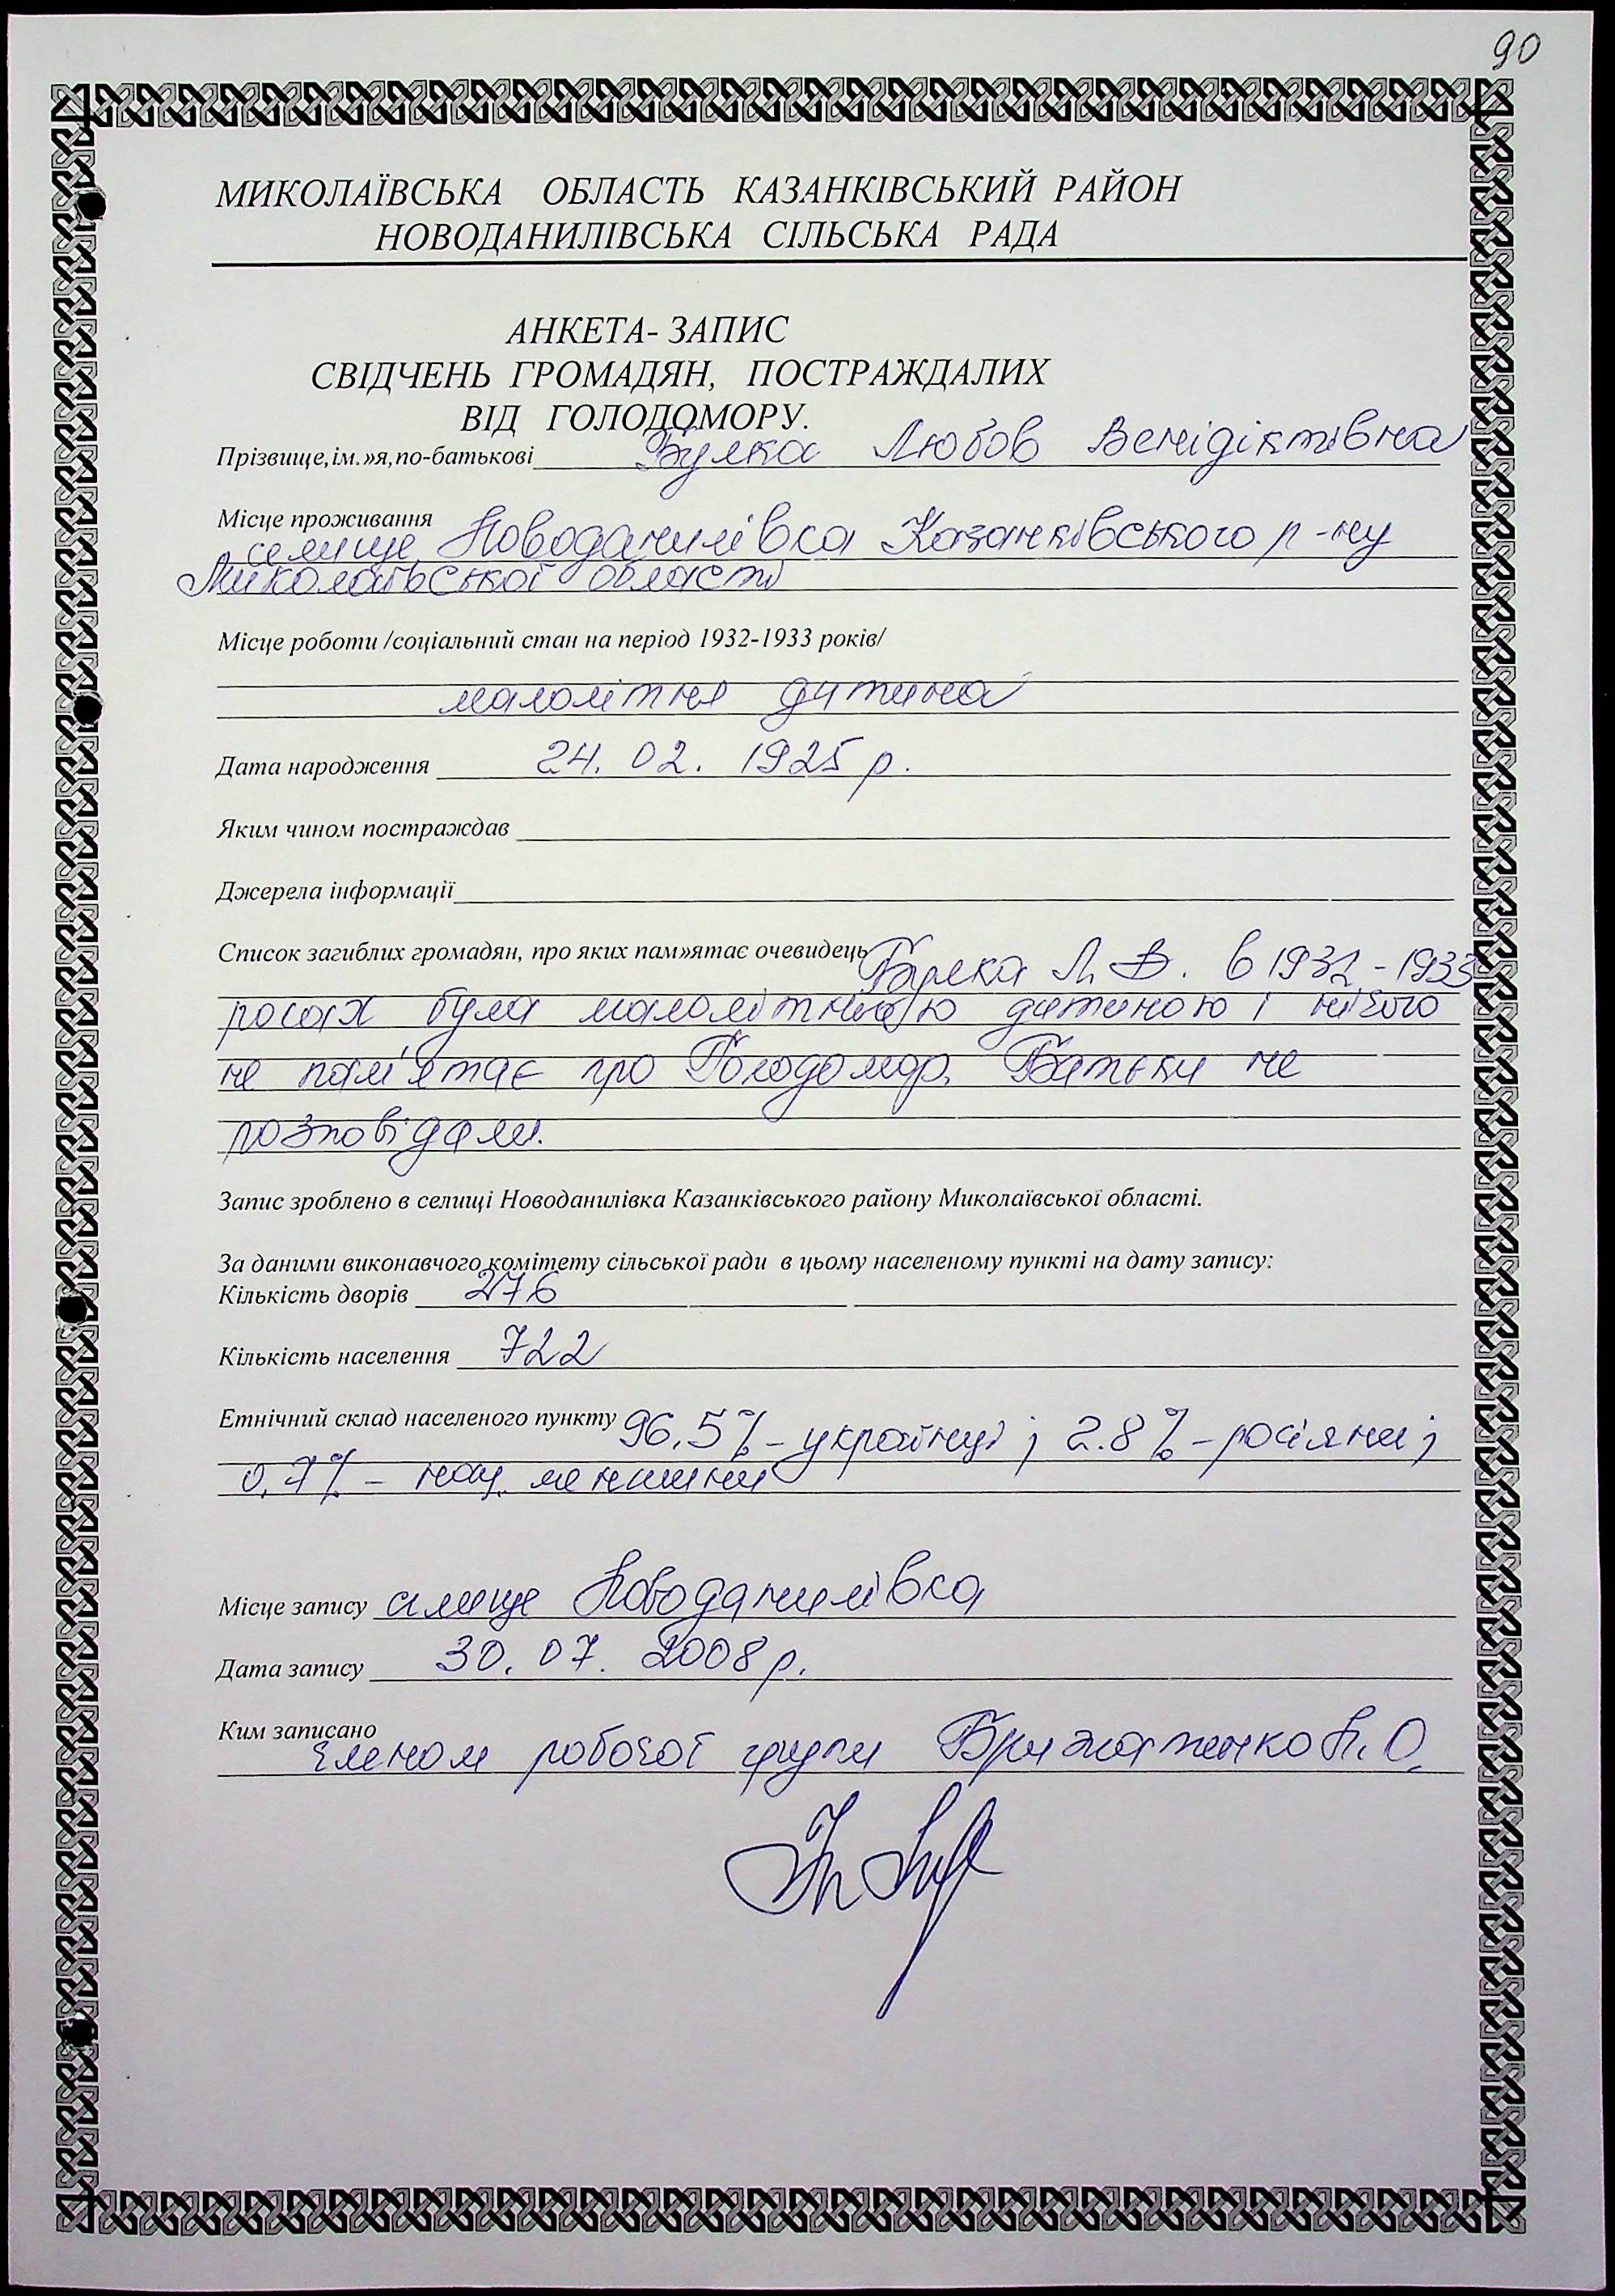 90
МИКОЛАЇВСЬКА ОБЛАСТЬ КАЗАНКІВСЬКИЙ РАЙОН
НОВОДАНИЛІВСЬКА СІЛЬСЬКА РАДА
АНКЕТА- ЗАПИС
СВІДЧЕНЬ ГРОМАДЯН, ПОСТРАЖДАЛИХ
ВІД ГОЛОДОМОРУ.
Прізвище,ім.»я,по-батькові Булка Любов Венідіктівна
Місце проживання
селище Новоданилівка Казанківського р-ну
Миколаївської області
Місце роботи /соціальний стан на період 1932-1933 років/
малолітня дитина
Дата народження 24. 02. 1925 р.
Яким чином постраждав
Джерела інформації
Список загиблих громадян, про яких пам»ятає очевидець Булка Л. В. в 1932 - 1933
роках була малолітньою дитиною і нічого
не пам'ятає про Голодомор. Батьки не
розповідали.
Запис зроблено в селищі Новоданилівка Казанківського району Миколаївської області.
За даними виконавчого комітету сільської ради в цьому населеному пункті на дату запису:
Кількість дворів 276
Кількість населення 722
Етнічний склад населеного пункту 96.5% - українці ; 2.8% - росіяни ;
0,7% - нац. меншини
Місце запису селище Новоданилівка
Дата запису 30. 07. 2008 р.
Ким записано
членом робочої групи Брижатенко Н. О.